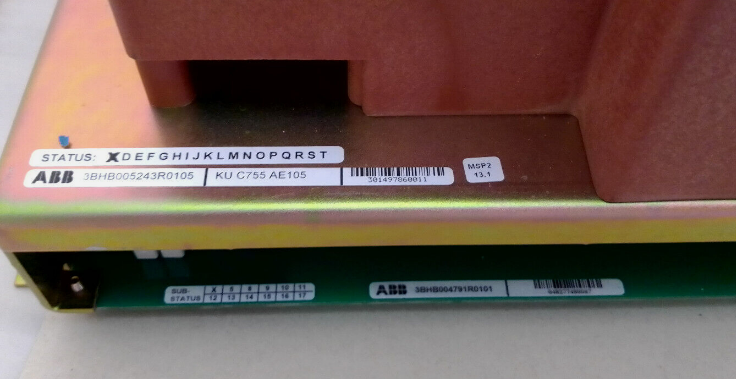 STATUS: X D E F G H I J K L M N O P Q R S T
ABB 3BHB005243R0105 KU C755 AE105
301497060011
MSP2
13.1
SUB- X 8 9 10 11
STATUS 12 13 14 15 16 17
ABB 3BHB004791R0101